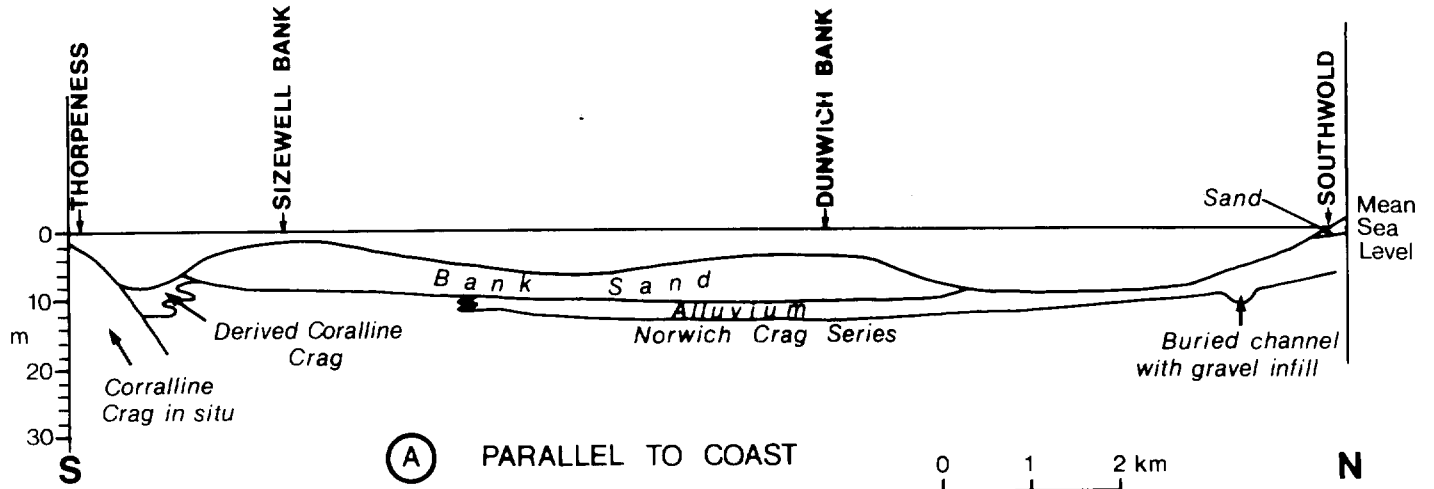 THORPENESS
SIZEWELL BANK
DUNWICH BANK
SOUTHWOLD
Sand
Mean
Sea
Level
0
10
m
20
30
Bank Sand
Alluvium
Norwich Crag Series
Derived Coralline
Crag
Corralline
Crag in situ
Buried channel
with gravel infill
S
A PARALLEL TO COAST
0 1 2 km
N